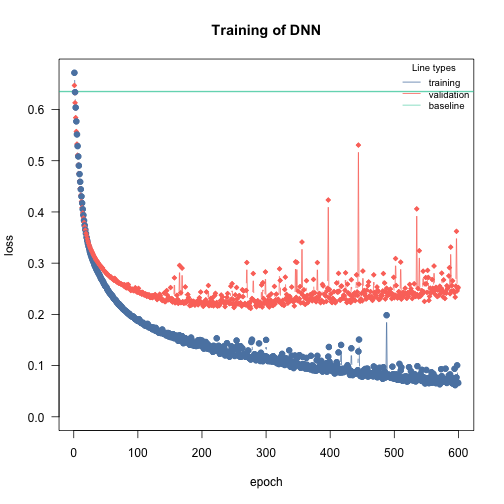 Training of DNN
Line types
training
validation
baseline
loss
0.6
0.5
0.4
0.3
0.2
0.1
0.0
0 100 200 300 400 500 600
epoch